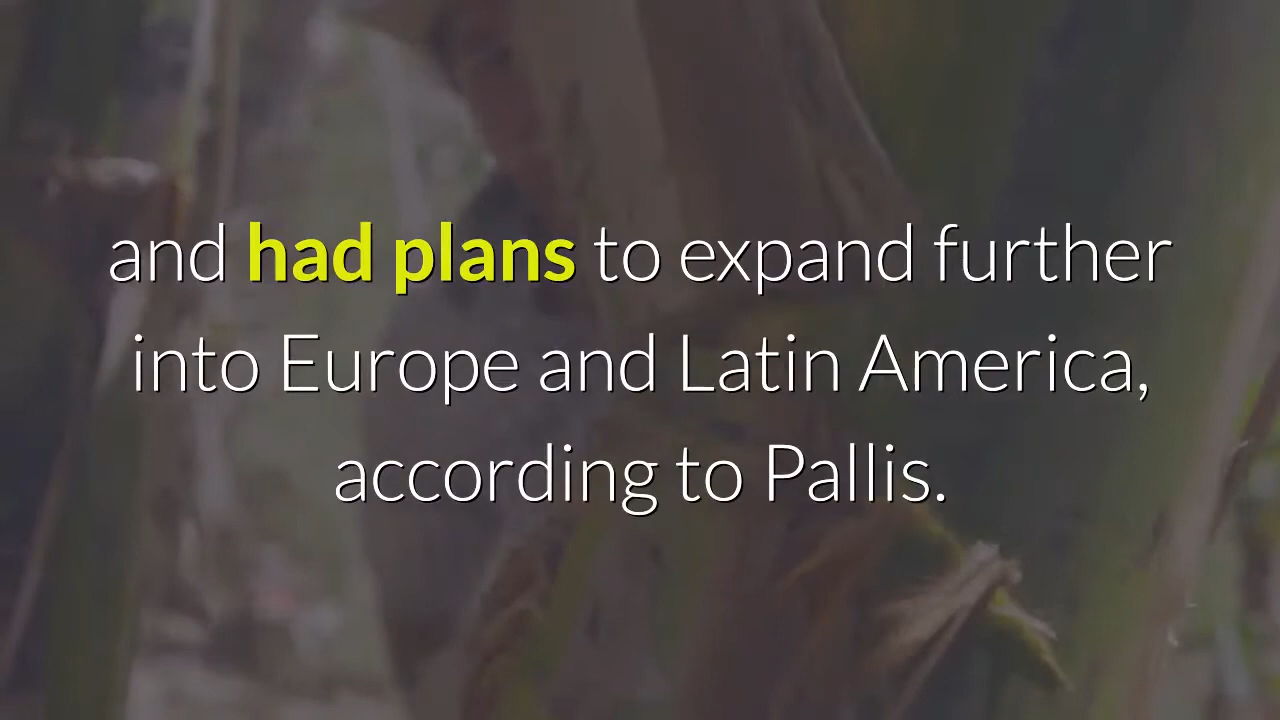 and had plans to expand further
into Europe and Latin America,
according to Pallis.